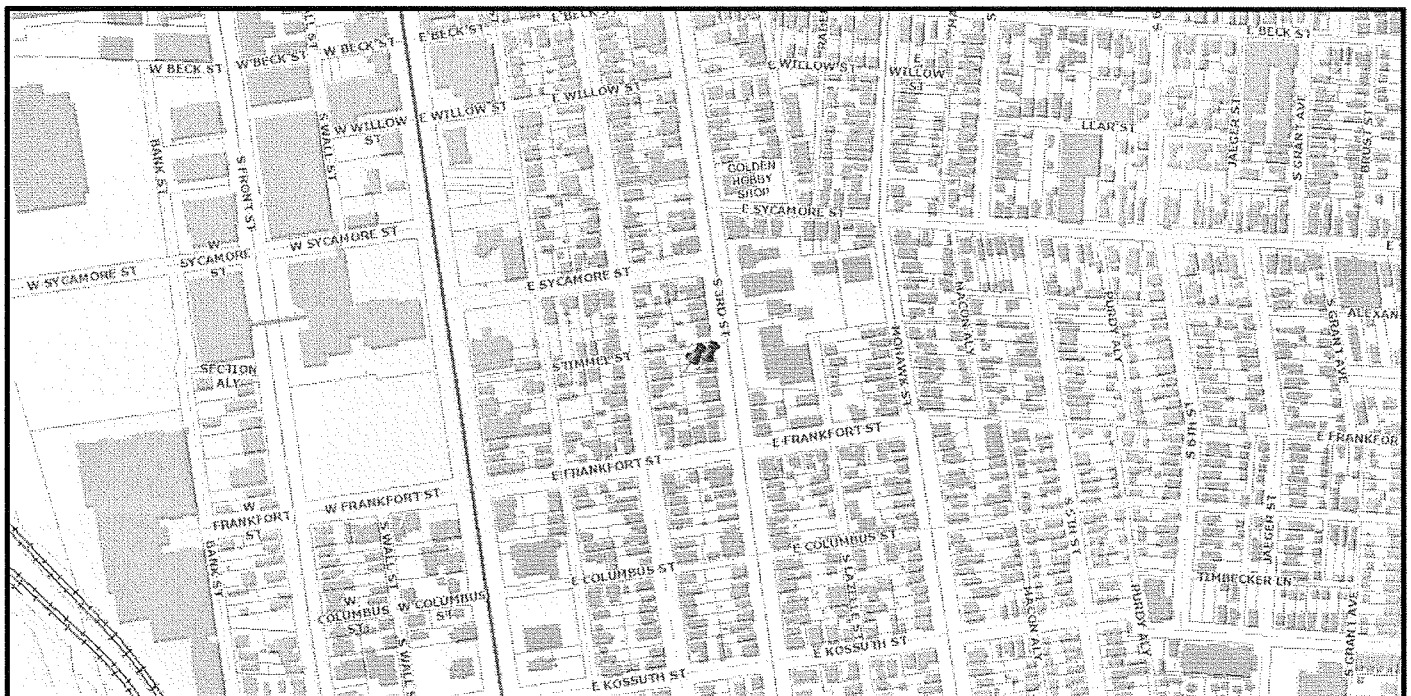 E BECK ST
E BECK ST
E BECK ST
W BECK ST
W BECK ST
W BECK ST
E WILLOW ST
E
WILLOW
ST
E WILLOW ST
E WILLOW ST
W WILLOW
ST
S WALL ST
BANK ST
S FRONT ST
LEAR ST
JAEGER ST
S GRANT AVE
BRUST ST
GOLDEN
HOBBY
SHOP
E SYCAMORE ST
W SYCAMORE ST
W
SYCAMORE
ST
W SYCAMORE ST
E SYCAMORE ST
S 3RD ST
MOHAWK ST
MACON ALY
PURDY ALY
S GRANT AVE
ALEXAN
STIMMEL ST
SECTION
ALY
S 6TH ST
E FRANKFORT ST
E FRANKFOR
E FRANKFORT ST
W FRANKFORT ST
W
FRANKFORT
ST
BANK ST
S WALL ST
S 5TH ST
JAEGER ST
E COLUMBUS ST
E COLUMBUS ST
S LAZELLE ST
W
COLUMBUS
ST
W COLUMBUS
ST
S WALL S
MACON ALY
PURDY ALY
TIMBECKER LN
S GRANT AVE
E KOSSUTH ST
E KOSSUTH ST